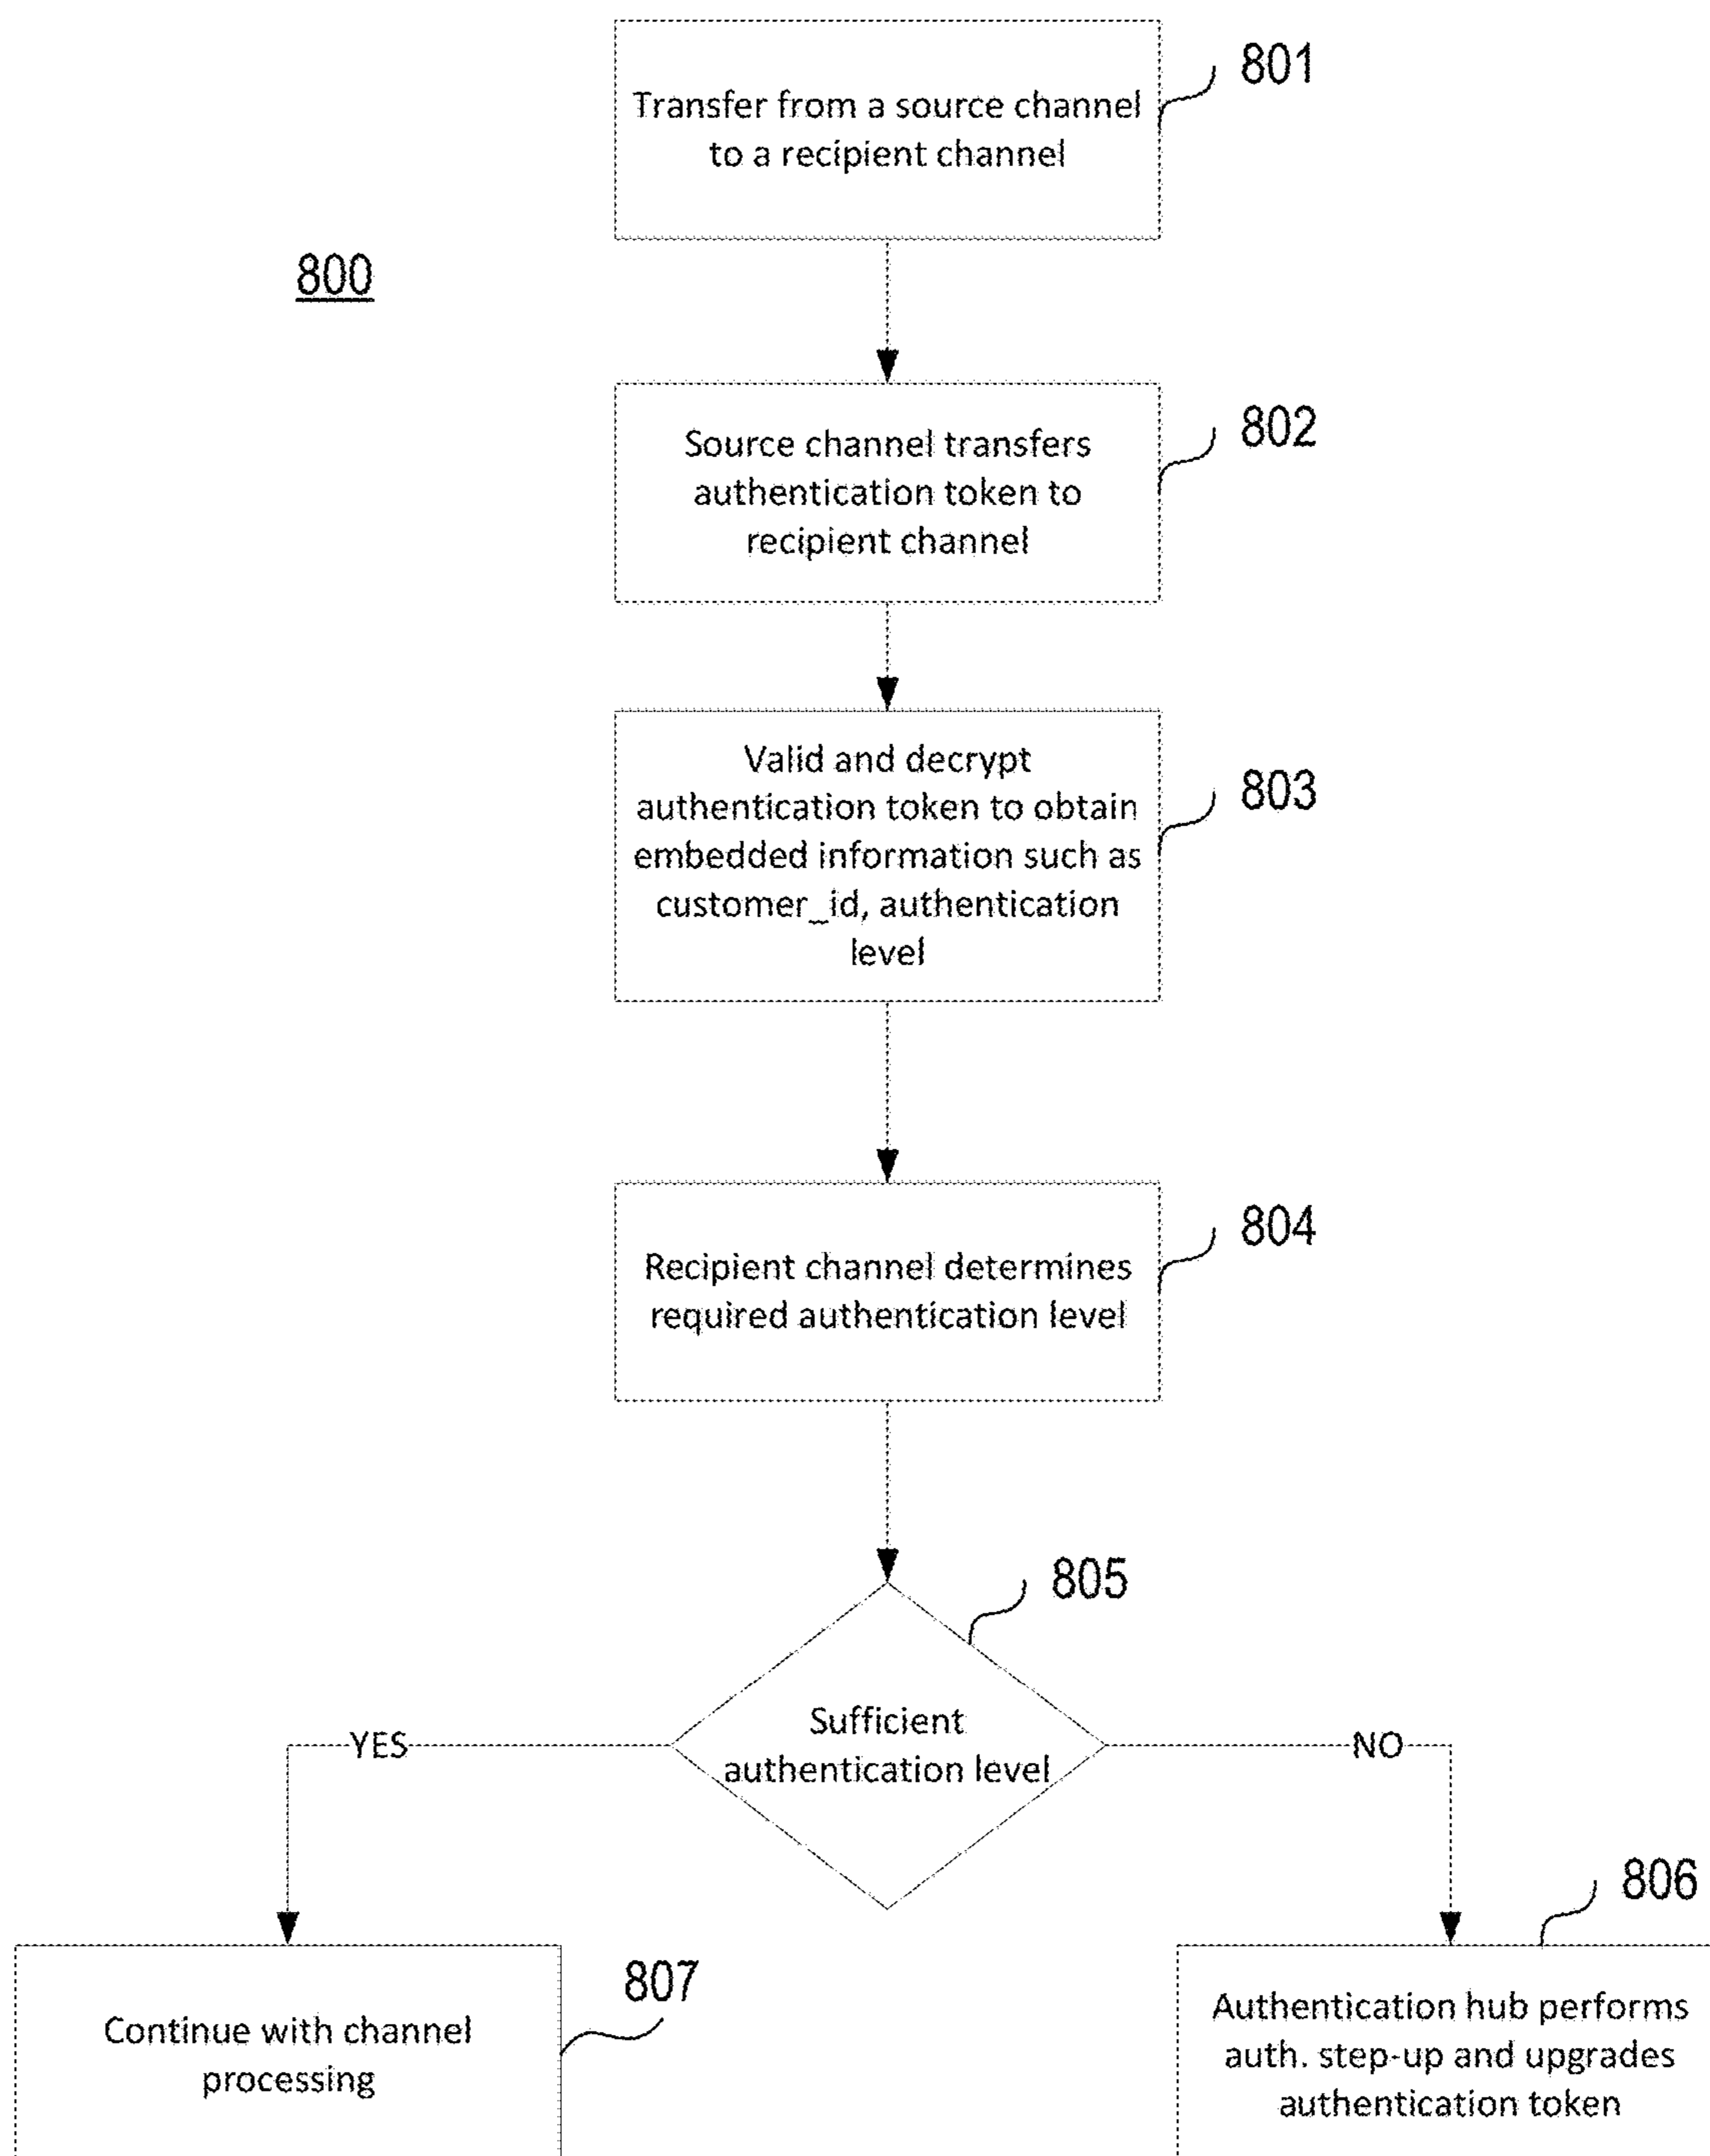 801
Transfer from a source channel
to a recipient channel
800
802
Source channel transfers
authentication token to
recipient channel
803
Valid and decrypt
authentication token to obtain
embedded information such as
customer_id, authentication
level
804
Recipient channel determines
required authentication level
805
Sufficient
authentication level
YES
NO
806
807
Continue with channel
processing
Authentication hub performs
auth. step-up and upgrades
authentication token